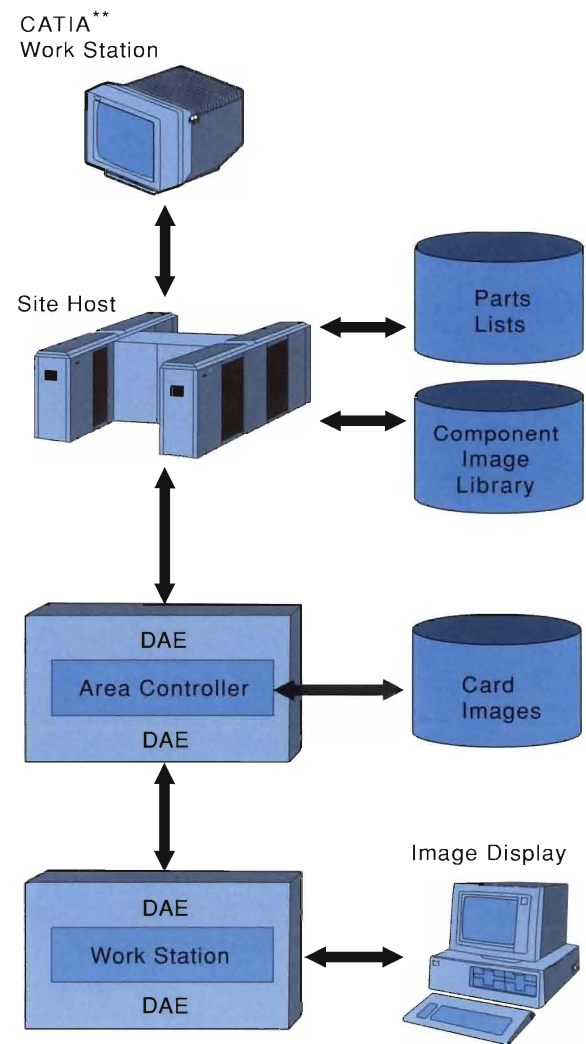 CATIA**
Work Station
Site Host
Parts
Lists
Component
Image
Library
DAE
Area Controller
DAE
Card
Images
Image Display
DAE
Work Station
DAE